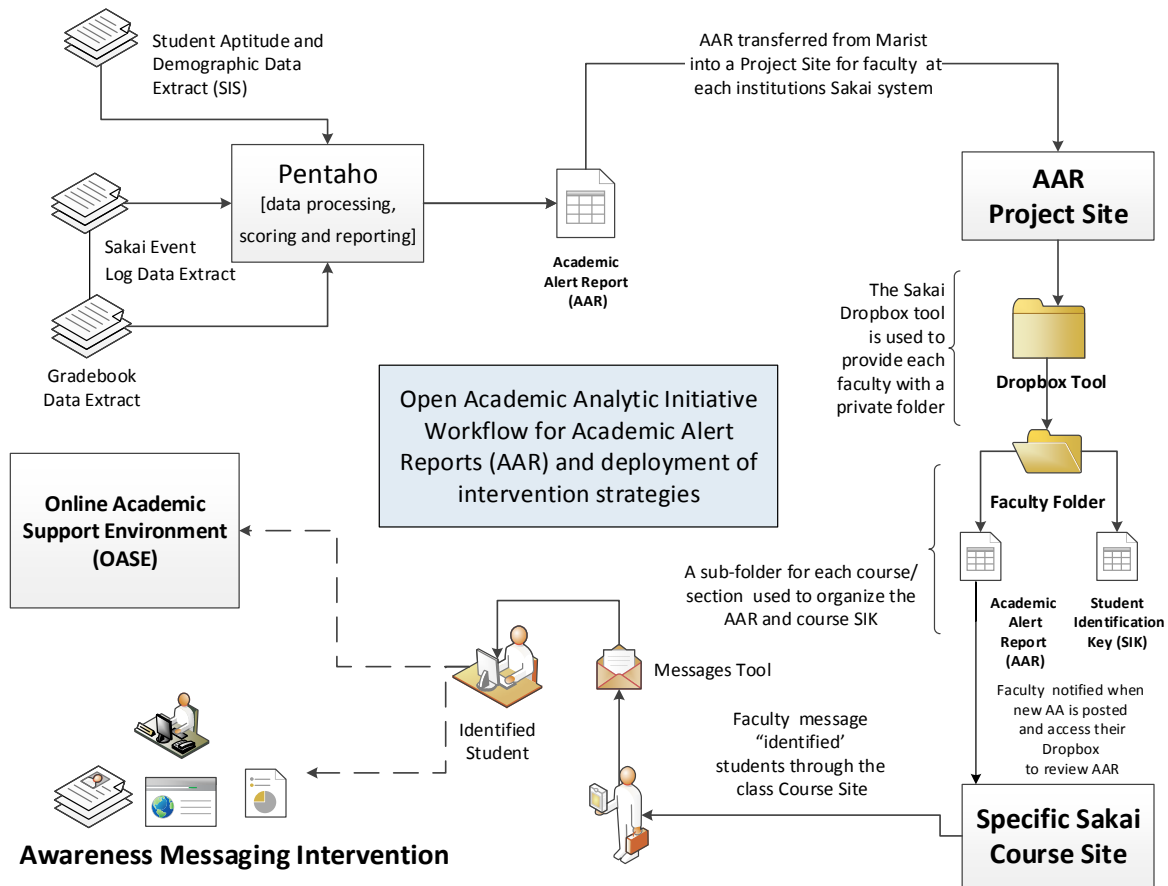 Student Aptitude and
Demographic Data
Extract (SIS)
AAR transferred from Marist
into a Project Site for faculty at
each institutions Sakai system
Pentaho
[data processing,
scoring and reporting]
Sakai Event
Log Data Extract
Gradebook
Data Extract
Academic
Alert Report
(AAR)
AAR
Project Site
The Sakai
Dropbox tool
is used to
provide each
faculty with a
private folder
Dropbox Tool
Open Academic Analytic Initiative
Workflow for Academic Alert
Reports (AAR) and deployment of
intervention strategies
Faculty Folder
A sub-folder for each course/
section used to organize the
AAR and course SIK
Academic
Alert
Report
(AAR)
Student
Identification
Key (SIK)
Online Academic
Support Environment
(OASE)
Messages Tool
Identified
Student
Faculty notified when
new AA is posted
and access their
Dropbox
to review AAR
Faculty message
“identified’
students through the
class Course Site
Specific Sakai
Course Site
Awareness Messaging Intervention